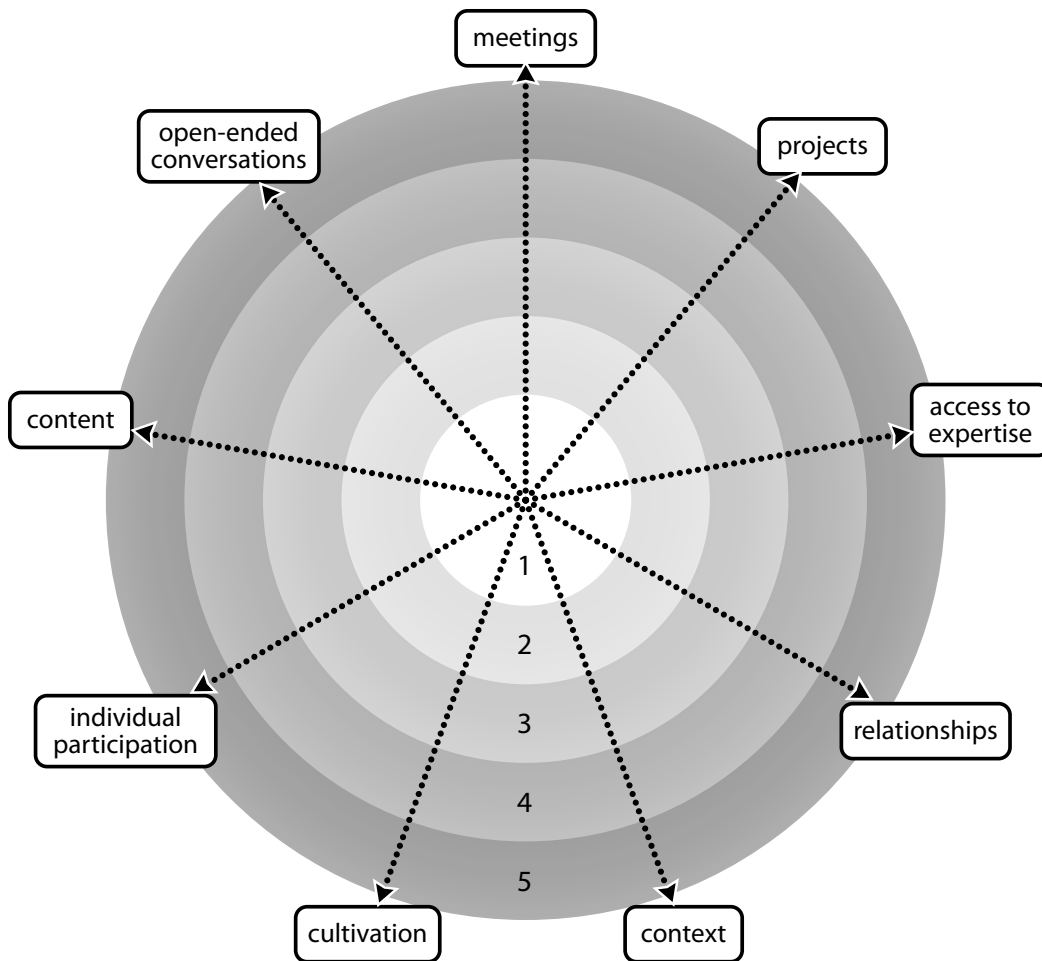 meetings
open-ended
conversations
projects
content
access to
expertise
1
2
individual
participation
relationships
3
4
5
cultivation
context